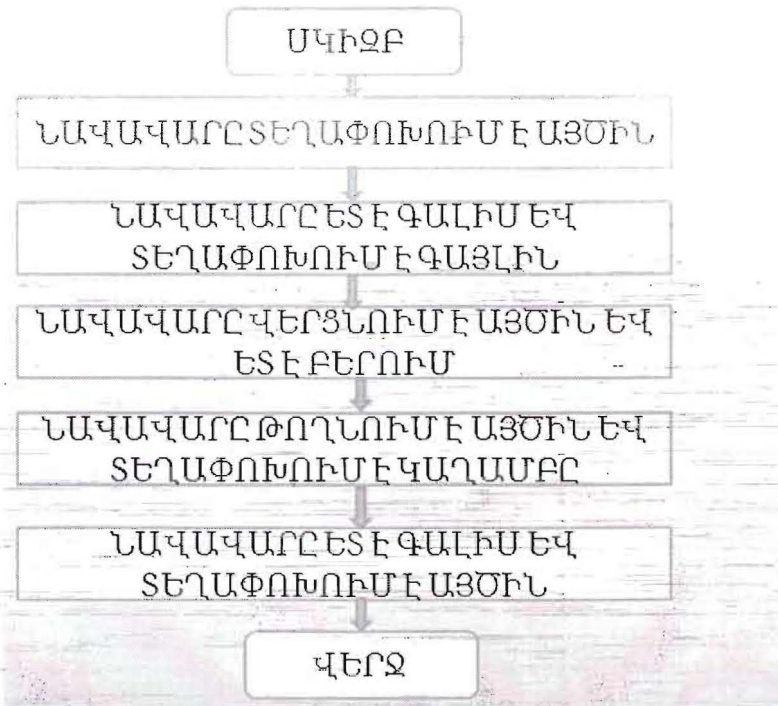 ՍԿԻԶԲ
ՆԱՎԱՎԱՐԸ ՏԵՂԱՓՈԽՈՒՄ Է ԱՅԾԻՆ
ՆԱՎԱՎԱՐԸ ԵՏ Է ԳԱԼԻՍ ԵՎ
ՏԵՂԱՓՈԽՈՒՄ Է ԳԱՅԼԻՆ
ՆԱՎԱՎԱՐԸ ՎԵՐՑՆՈՒՄ Է ԱՅԾԻՆ ԵՎ
ԵՏ Է ԲԵՐՈՒՄ
ՆԱՎԱՎԱՐԸ ԹՈՂՆՈՒՄ Է ԱՅԾԻՆ ԵՎ
ՏԵՂԱՓՈԽՈՒՄ Է ԿԱՂԱՄԲԸ
ՆԱՎԱՎԱՐԸ ԵՏ Է ԳԱԼԻՍ ԵՎ
ՏԵՂԱՓՈԽՈՒՄ Է ԱՅԾԻՆ
ՎԵՐՋ